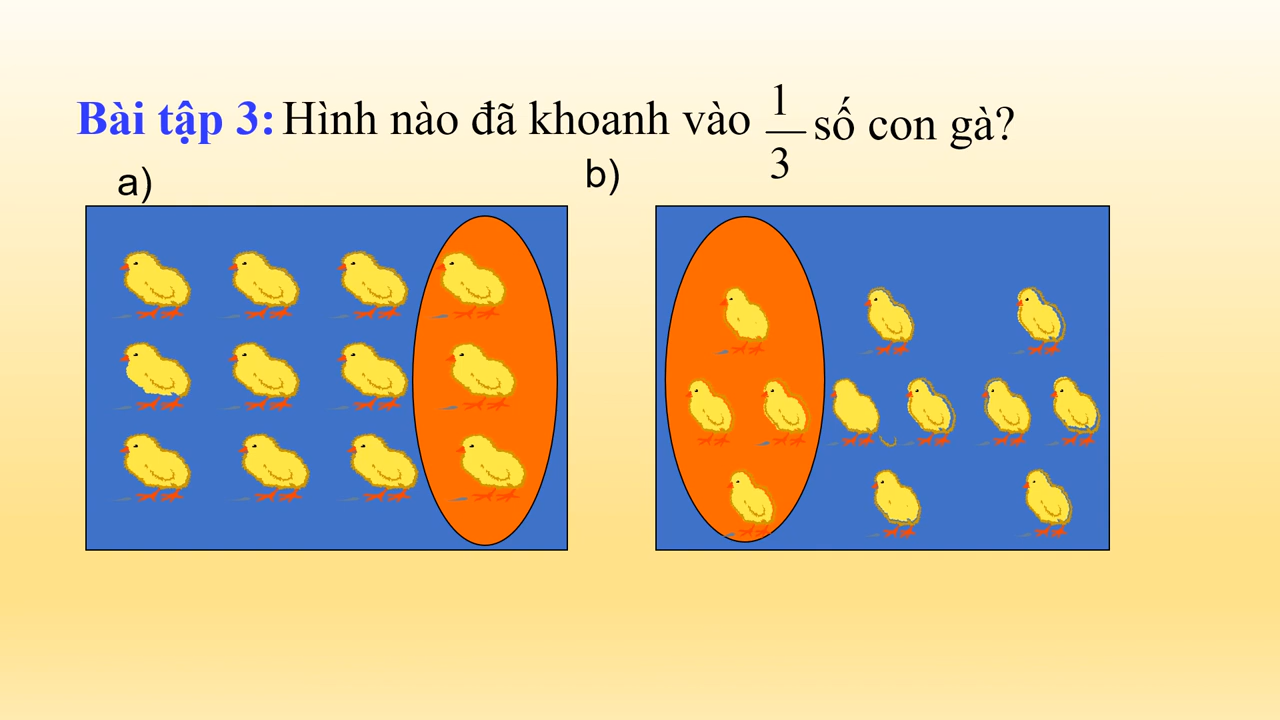 Bài tập 3: Hình nào đã khoanh vào 1/3 số con gà?
a) b)